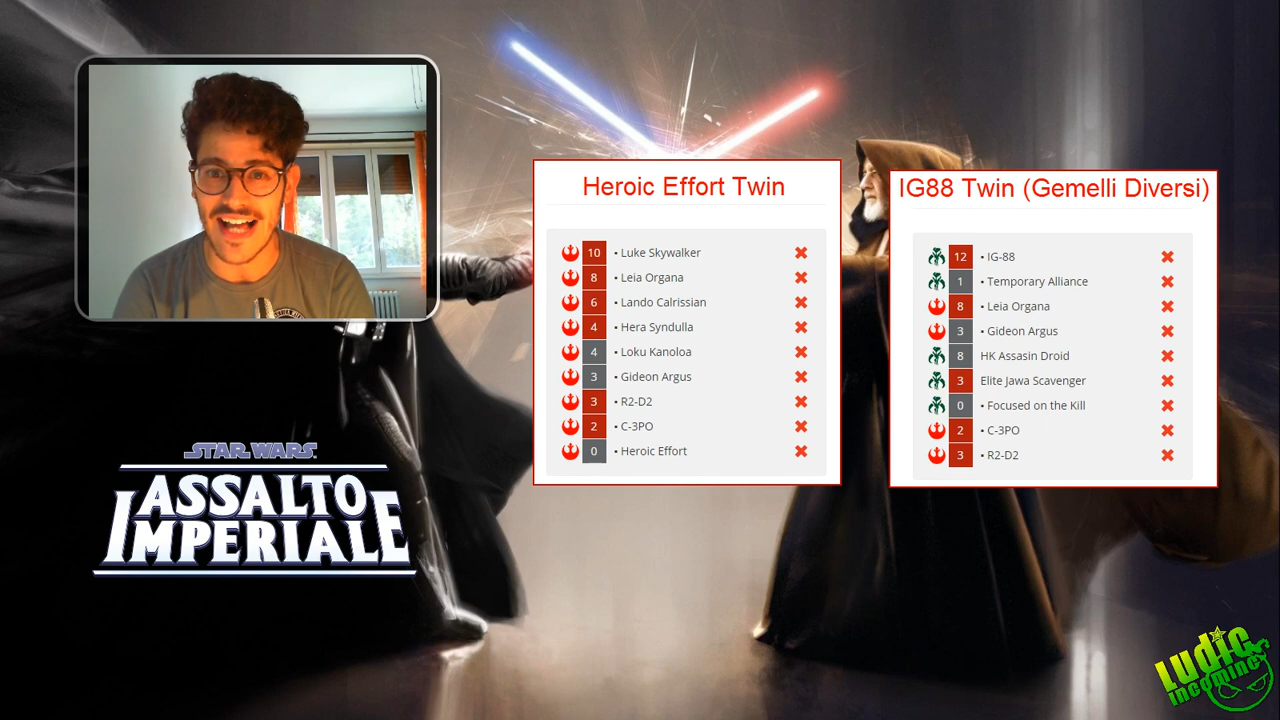 Heroic Effort Twin
10 • Luke Skywalker
8 • Leia Organa
6 • Lando Calrissian
4 • Hera Syndulla
4 • Loku Kanoloa
3 • Gideon Argus
3 • R2-D2
2 • C-3PO
0 • Heroic Effort
IG88 Twin (Gemelli Diversi)
12 • IG-88
1 • Temporary Alliance
8 • Leia Organa
3 • Gideon Argus
8 HK Assasin Droid
3 Elite Jawa Scavenger
0 • Focused on the Kill
2 • C-3PO
3 • R2-D2
STAR WARS
ASSALTO
IMPERIALE
LudiC
Incoming